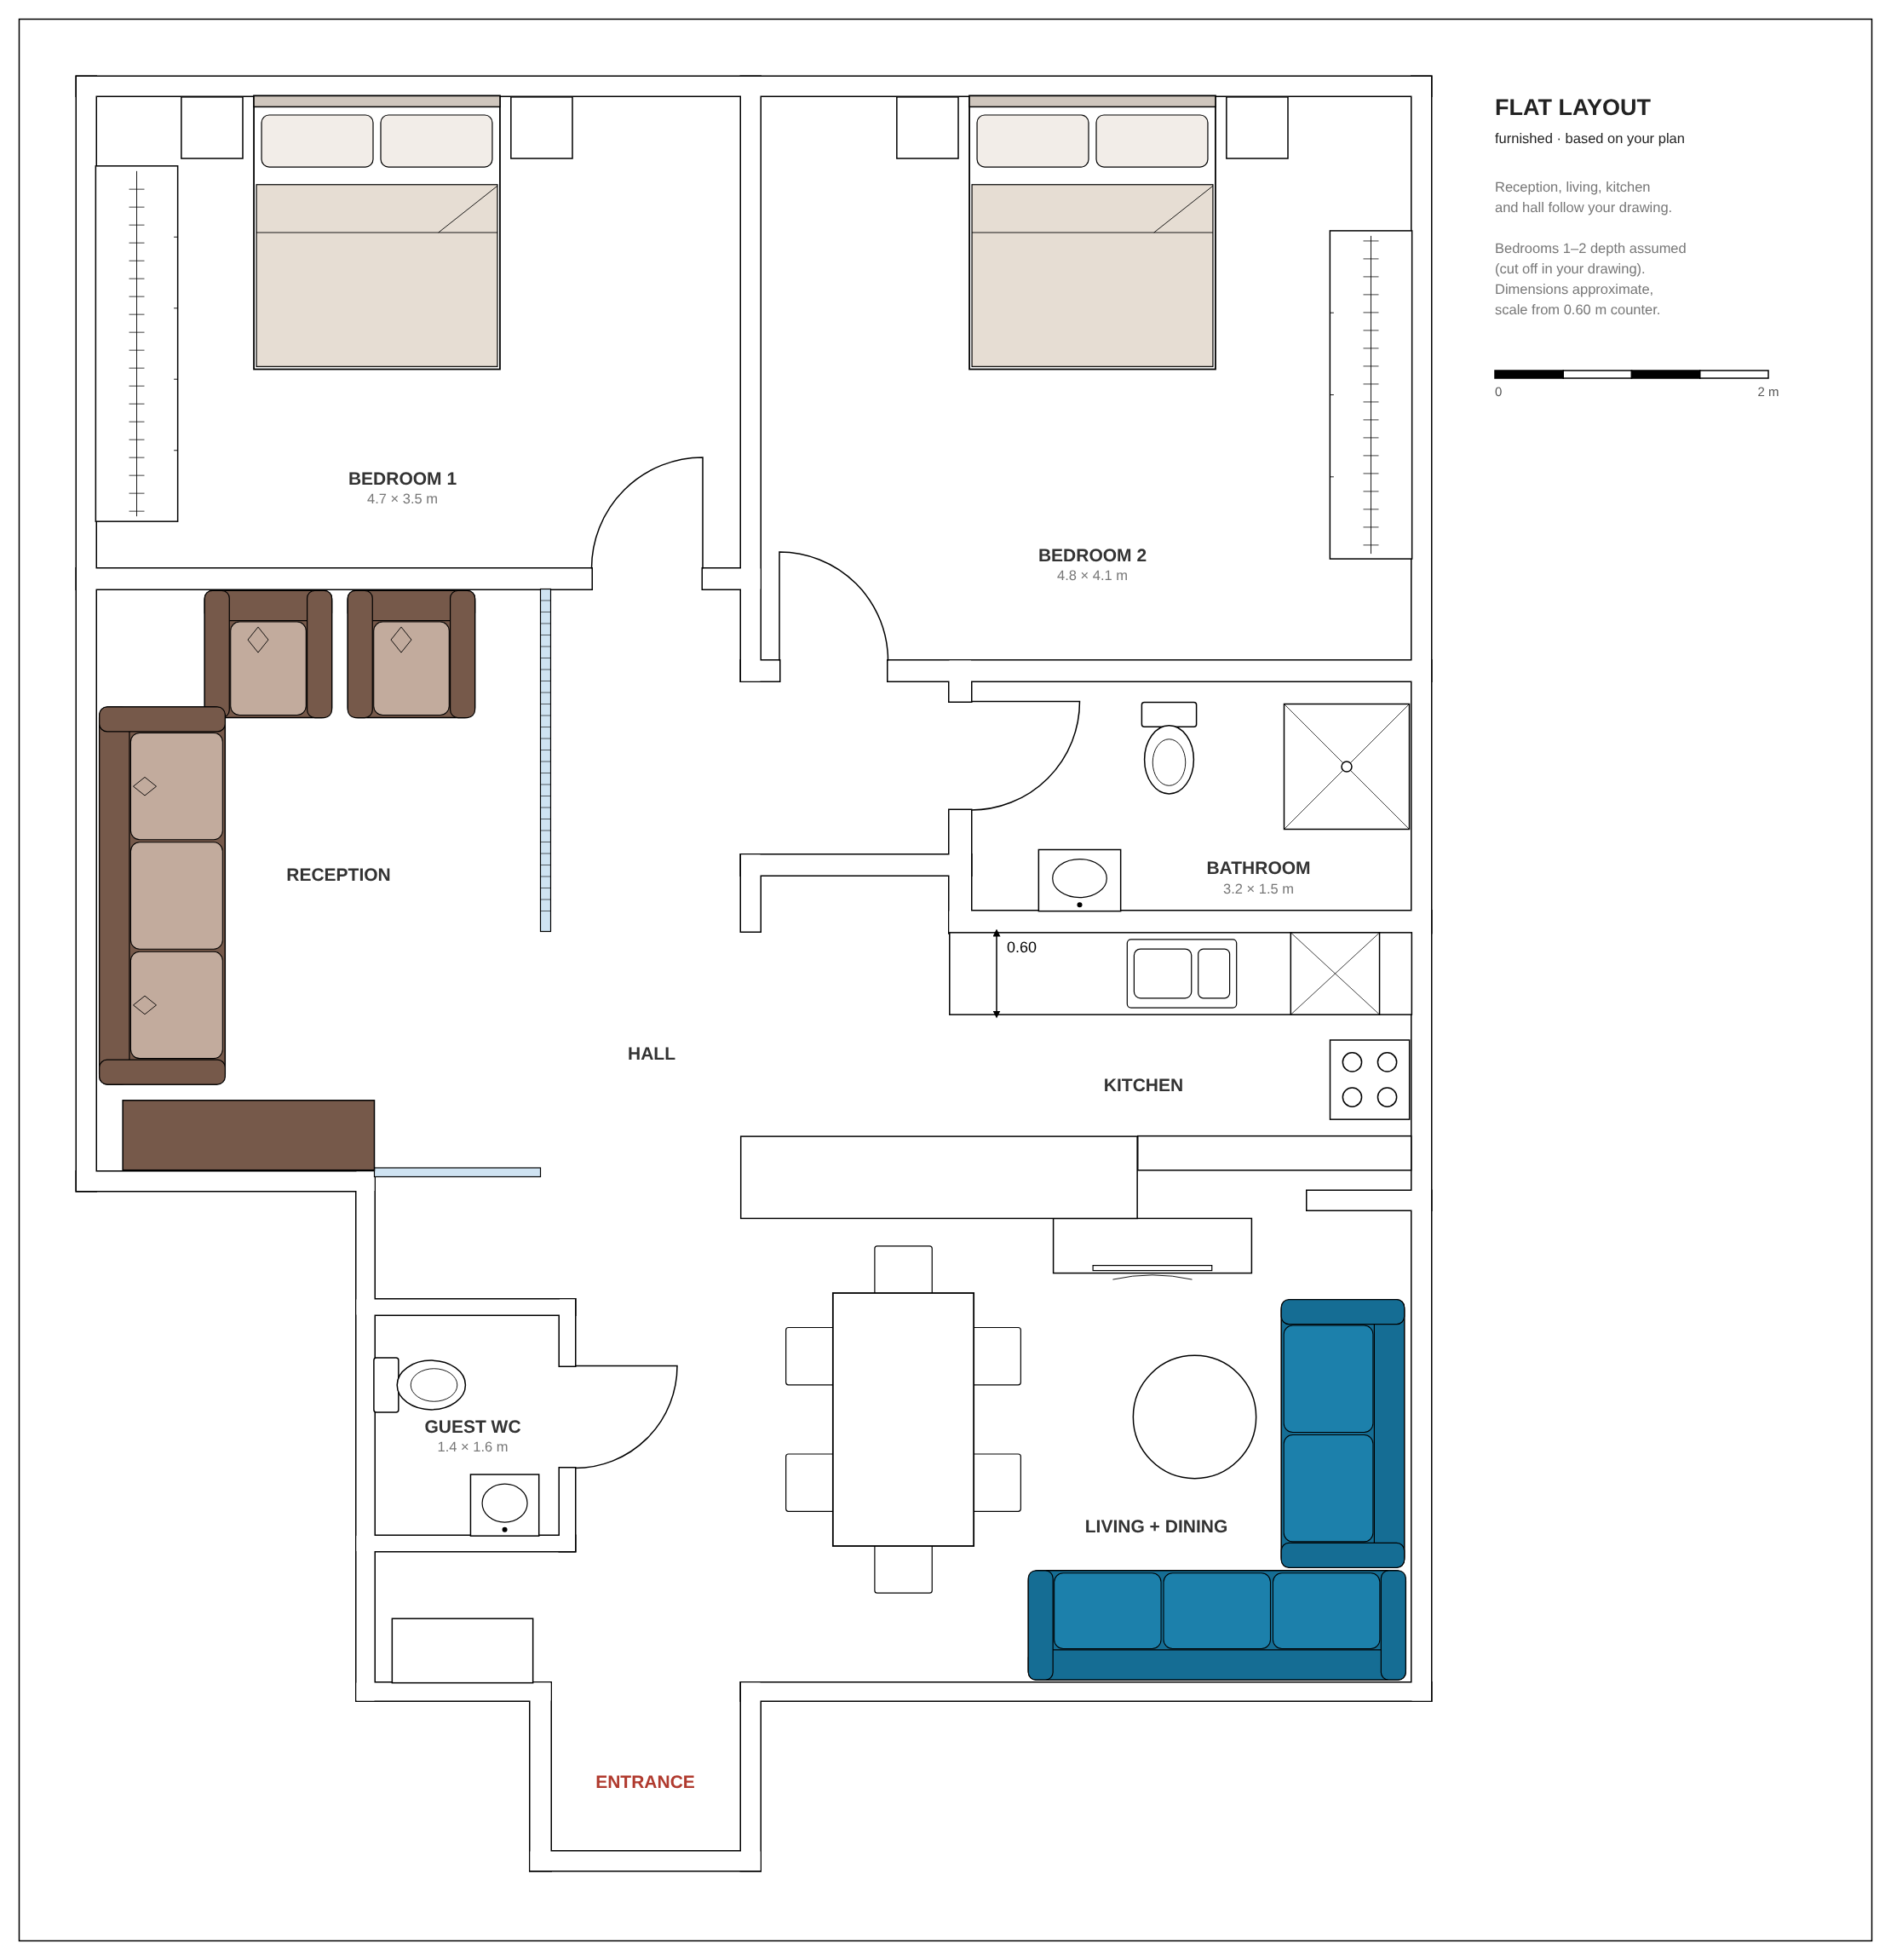 FLAT LAYOUT
furnished · based on your plan
Reception, living, kitchen
and hall follow your drawing.
Bedrooms 1–2 depth assumed
(cut off in your drawing).
Dimensions approximate,
scale from 0.60 m counter.
0 2 m
BEDROOM 1
4.7 × 3.5 m
BEDROOM 2
4.8 × 4.1 m
RECEPTION
BATHROOM
3.2 × 1.5 m
0.60
HALL
KITCHEN
GUEST WC
1.4 × 1.6 m
LIVING + DINING
ENTRANCE